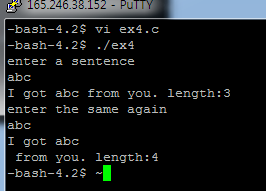 165.246.38.152 - PuTTY
-bash-4.2$ vi ex4.c
-bash-4.2$ ./ex4
enter a sentence
abc
I got abc from you. length:3
enter the same again
abc
I got abc
 from you. length:4
-bash-4.2$ ~